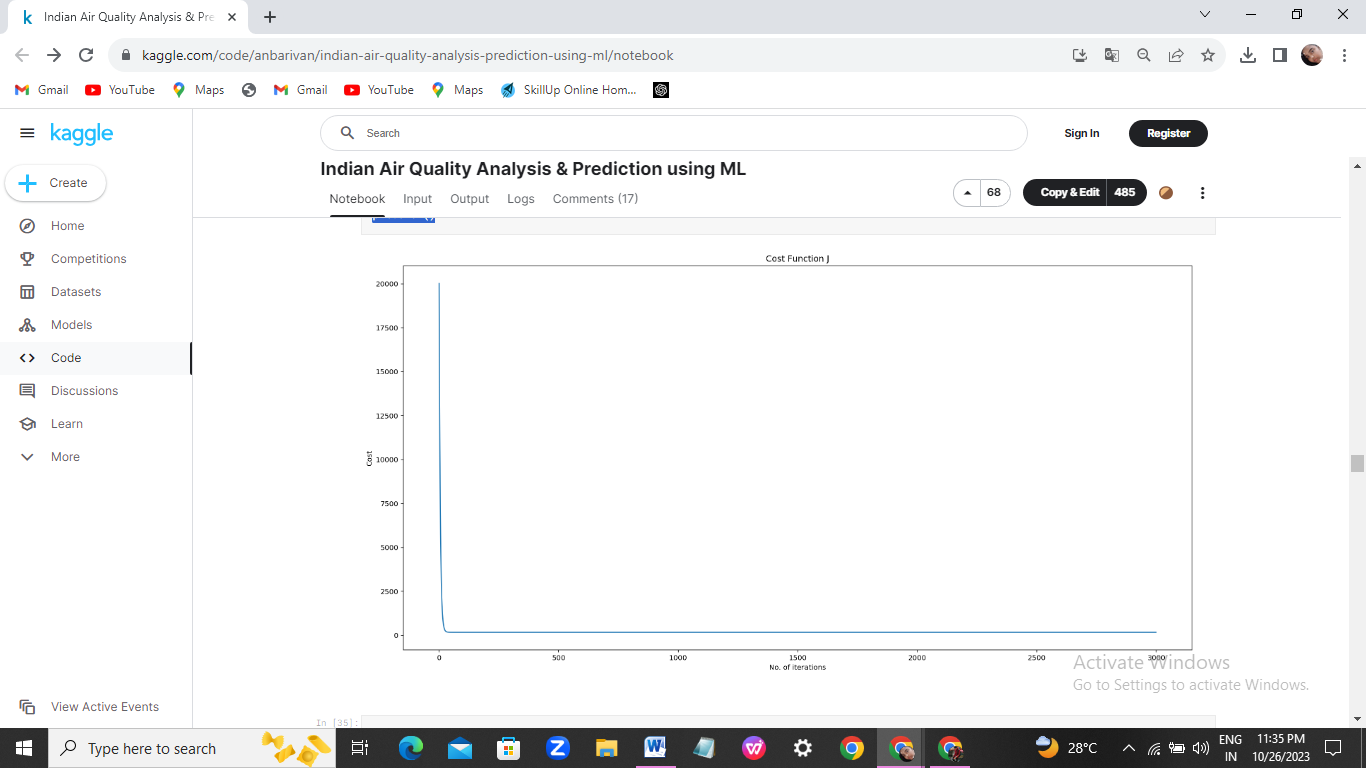 Indian Air Quality Analysis & Pre
kaggle.com/code/anbarivan/indian-air-quality-analysis-prediction-using-ml/notebook
Gmail
YouTube
Maps
Gmail
YouTube
Maps
SkillUp Online Hom...
kaggle
Search
Sign In
Register
Create
Indian Air Quality Analysis & Prediction using ML
Notebook
Input
Output
Logs
Comments (17)
68
Copy & Edit
485
Home
Competitions
Datasets
Models
Code
Discussions
Learn
More
View Active Events
Cost Function J
20000
17500
15000
12500
10000
7500
5000
2500
0
Cost
0
500
1000
1500
2000
2500
3000
No. of iterations
Activate Windows
Go to Settings to activate Windows.
In [35]:
Type here to search
28°C
ENG
IN
11:35 PM
10/26/2023